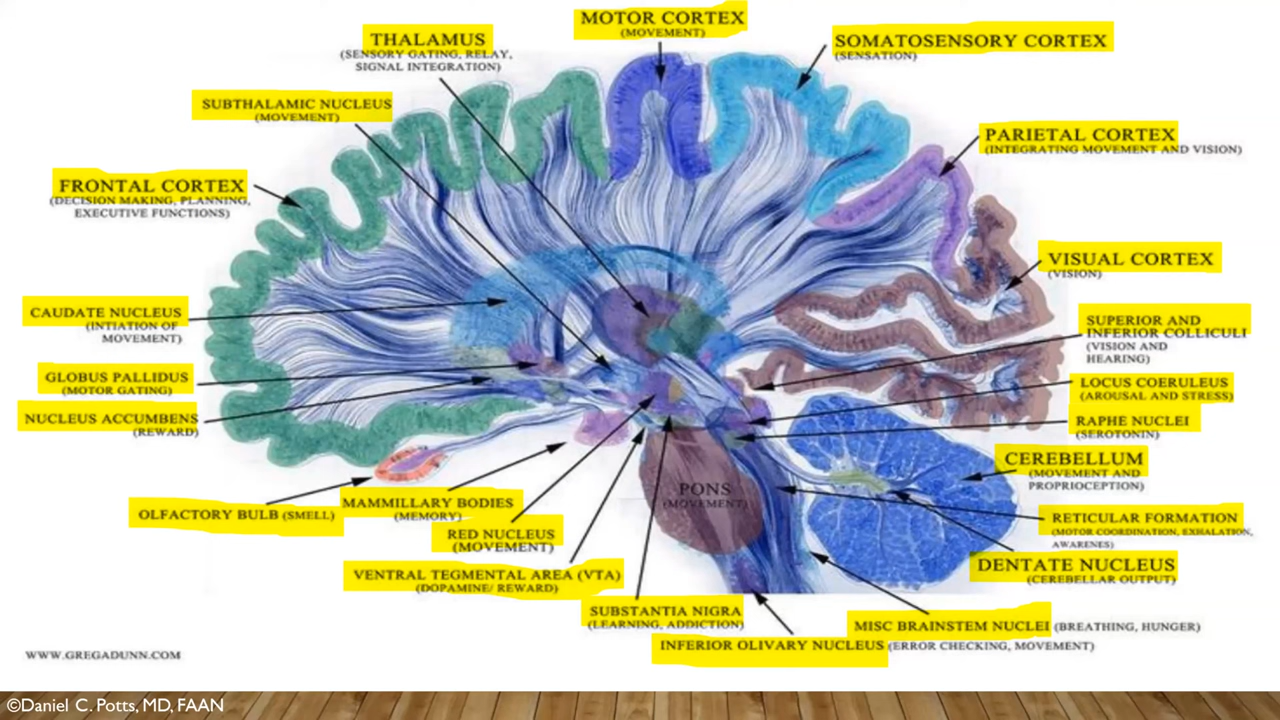 MOTOR CORTEX
(MOVEMENT)
THALAMUS
(SENSORY GATING, RELAY,
SIGNAL INTEGRATION)
SOMATOSENSORY CORTEX
(SENSATION)
SUBTHALAMIC NUCLEUS
(MOVEMENT)
PARIETAL CORTEX
(INTEGRATING MOVEMENT AND VISION)
FRONTAL CORTEX
(DECISION MAKING, PLANNING,
EXECUTIVE FUNCTIONS)
VISUAL CORTEX
(VISION)
CAUDATE NUCLEUS
(INTIATION OF
MOVEMENT)
SUPERIOR AND
INFERIOR COLLICULI
(VISION AND
HEARING)
GLOBUS PALLIDUS
(MOTOR GATING)
LOCUS COERULEUS
(AROUSAL AND STRESS)
NUCLEUS ACCUMBENS
(REWARD)
RAPHE NUCLEI
(SEROTONIN)
CEREBELLUM
(MOVEMENT AND
PROPRIOCEPTION)
PONS
(MOVEMENT)
OLFACTORY BULB (SMELL)
MAMMILLARY BODIES
(MEMORY)
RED NUCLEUS
(MOVEMENT)
RETICULAR FORMATION
(MOTOR COORDINATION, EXHALATION,
AWARENES)
DENTATE NUCLEUS
(CEREBELLAR OUTPUT)
VENTRAL TEGMENTAL AREA (VTA)
(DOPAMINE/ REWARD)
SUBSTANTIA NIGRA
(LEARNING, ADDICTION)
MISC BRAINSTEM NUCLEI (BREATHING, HUNGER)
INFERIOR OLIVARY NUCLEUS (ERROR CHECKING, MOVEMENT)
WWW.GREGADUNN.COM
©Daniel C. Potts, MD, FAAN